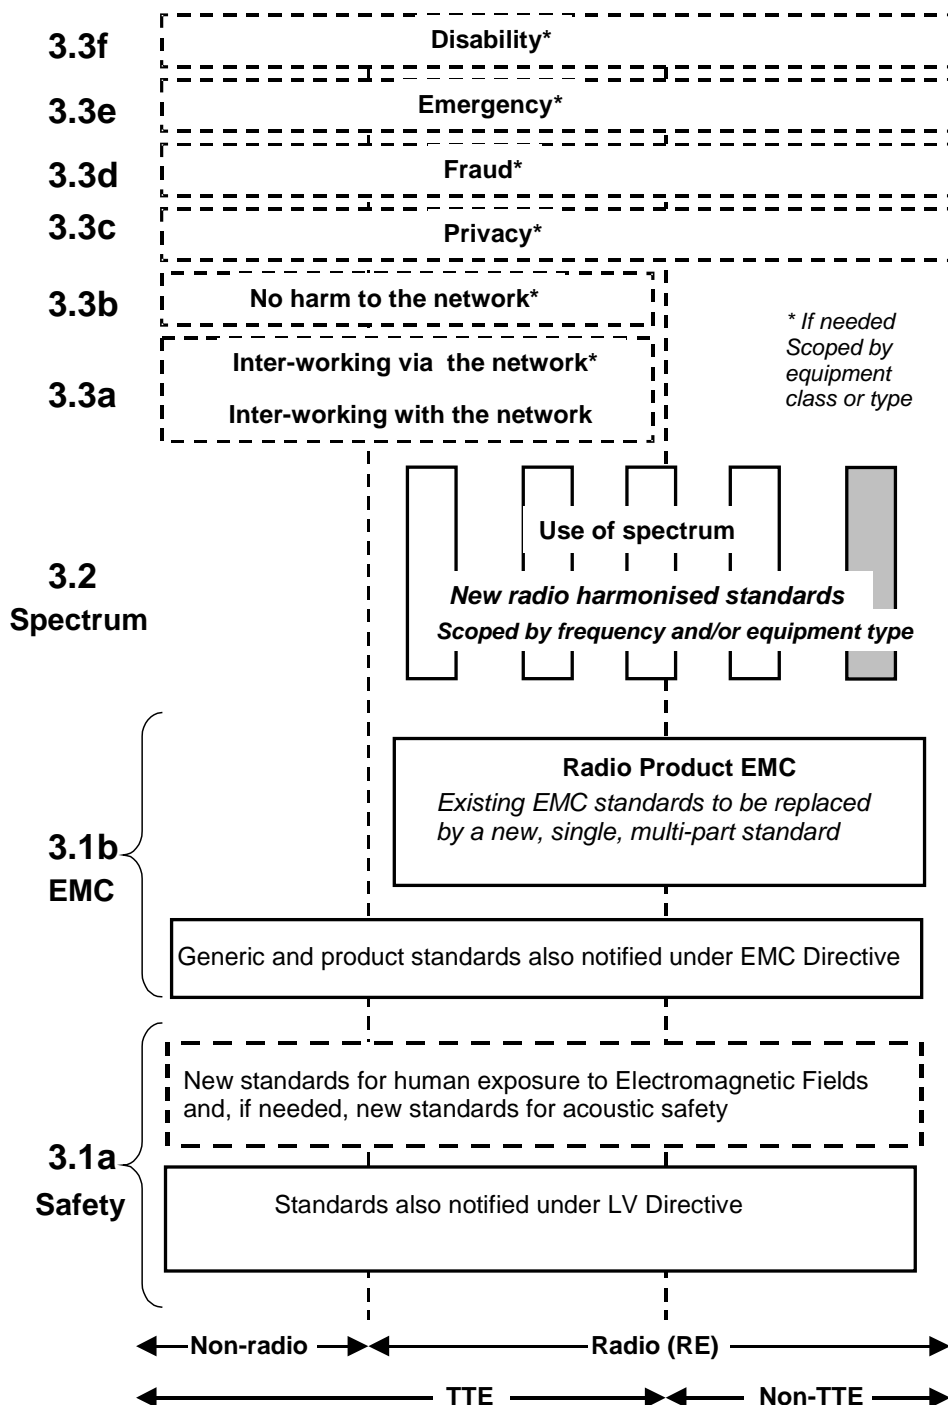 3.3f
Disability*
3.3e
Emergency*
3.3d
Fraud*
3.3c
Privacy*
3.3b
No harm to the network*
* If needed
Scoped by
equipment
class or type
3.3a
Inter-working via the network*
Inter-working with the network
3.2
Spectrum
Use of spectrum
New radio harmonised standards
Scoped by frequency and/or equipment type
3.1b
EMC
Radio Product EMC
Existing EMC standards to be replaced
by a new, single, multi-part standard
Generic and product standards also notified under EMC Directive
3.1a
Safety
New standards for human exposure to Electromagnetic Fields
and, if needed, new standards for acoustic safety
Standards also notified under LV Directive
Non-radio
Radio (RE)
TTE
Non-TTE